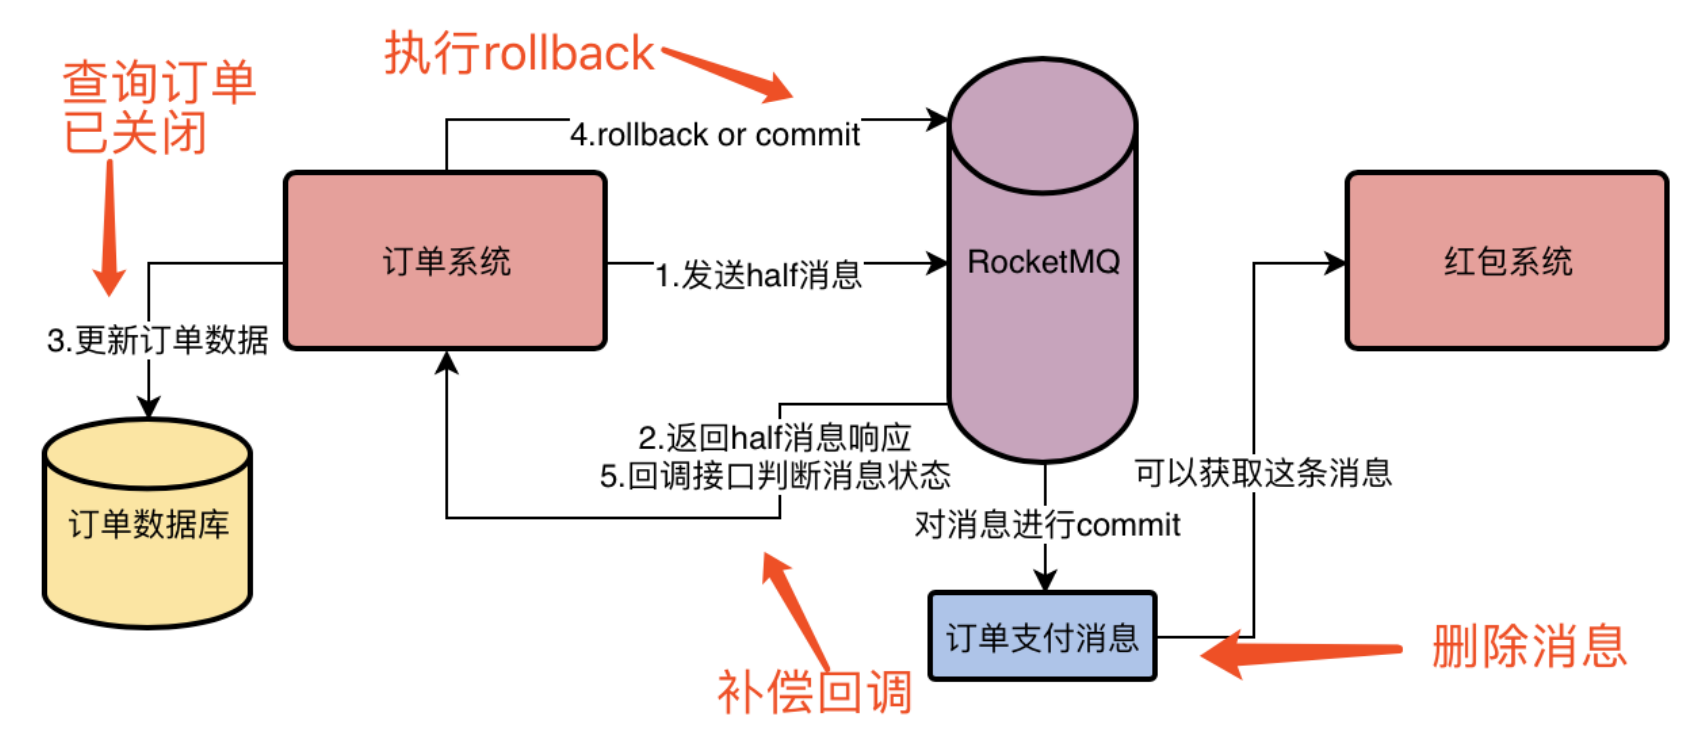 执行rollback
查询订单
已关闭
4.rollback or commit
订单系统
1.发送half消息
RocketMQ
红包系统
3.更新订单数据
2.返回half消息响应
5.回调接口判断消息状态
可以获取这条消息
订单数据库
对消息进行commit
订单支付消息
删除消息
补偿回调